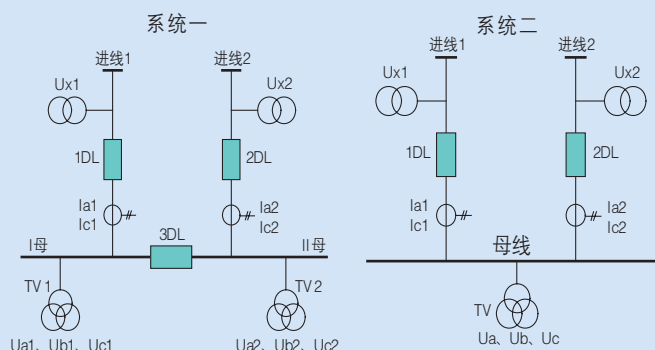 系统一
进线1
进线2
Ux1
Ux2
1DL
2DL
Ia1
Ic1
Ia2
Ic2
3DL
I母
II母
TV 1
TV 2
Ua1、Ub1、Uc1
Ua2、Ub2、Uc2
系统二
进线1
进线2
Ux1
Ux2
1DL
2DL
Ia1
Ic1
Ia2
Ic2
母线
TV
Ua、Ub、Uc